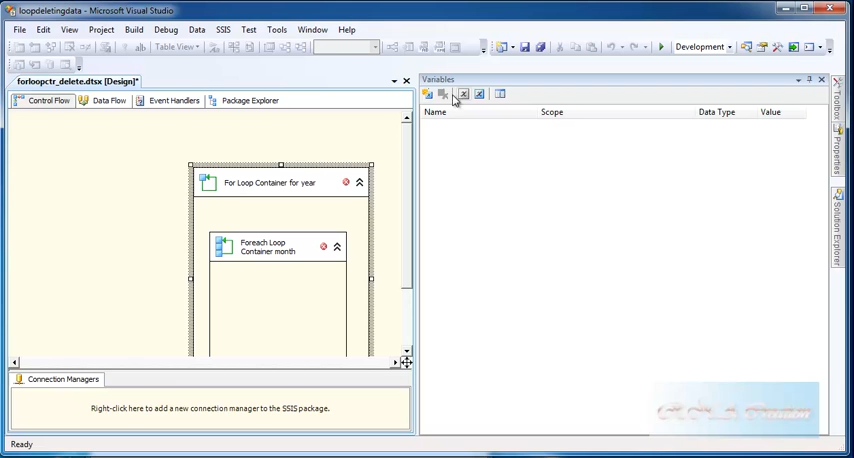 loopdeletingdata - Microsoft Visual Studio
File Edit View Project Build Debug Data SSIS Test Tools Window Help
Table View Development
forloopctr_delete.dtsx [Design]* Variables
Control Flow Data Flow Event Handlers Package Explorer
Name Scope Data Type Value
For Loop Container for year
Foreach Loop
Container month
Toolbox
Properties
Solution Explorer
Connection Managers
Right-click here to add a new connection manager to the SSIS package.
Ready